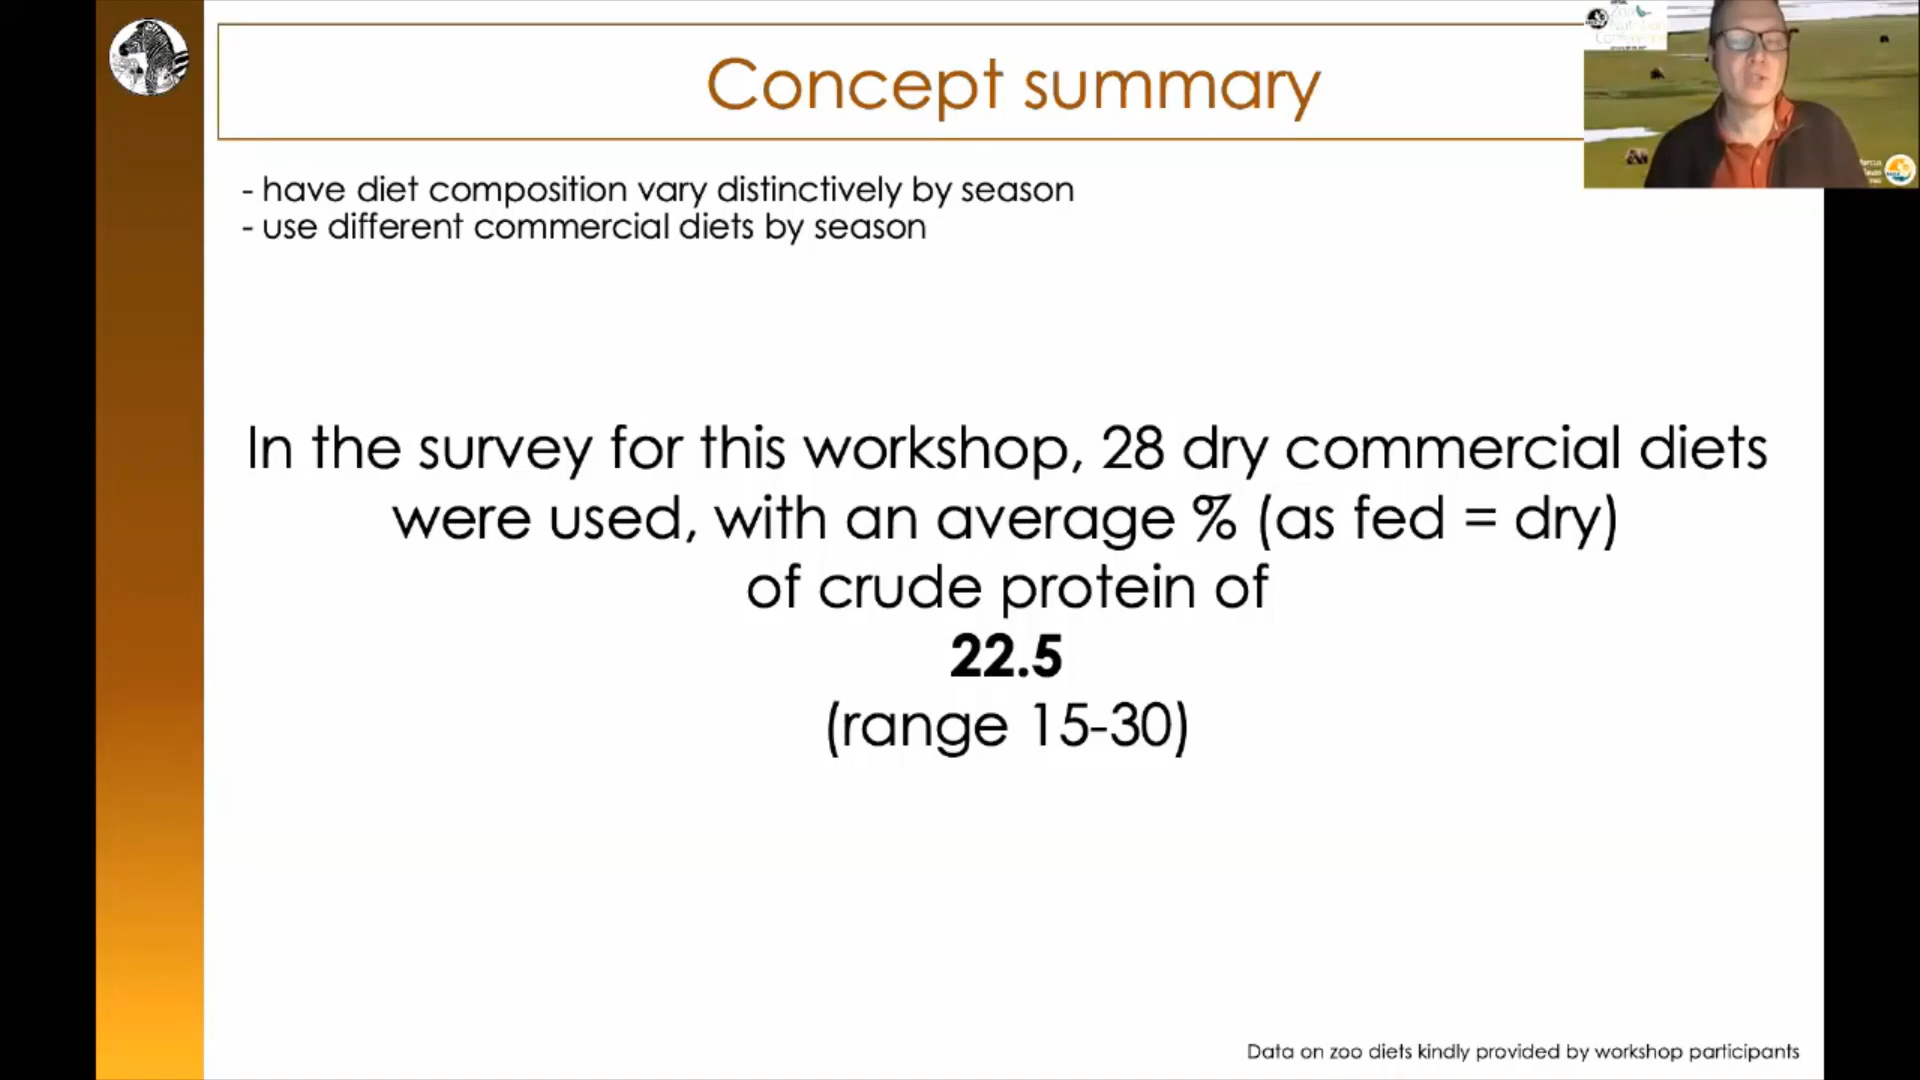 Concept summary
- have diet composition vary distinctively by season
- use different commercial diets by season
In the survey for this workshop, 28 dry commercial diets
were used, with an average % (as fed = dry)
of crude protein of
22.5
(range 15-30)
Data on zoo diets kindly provided by workshop participants